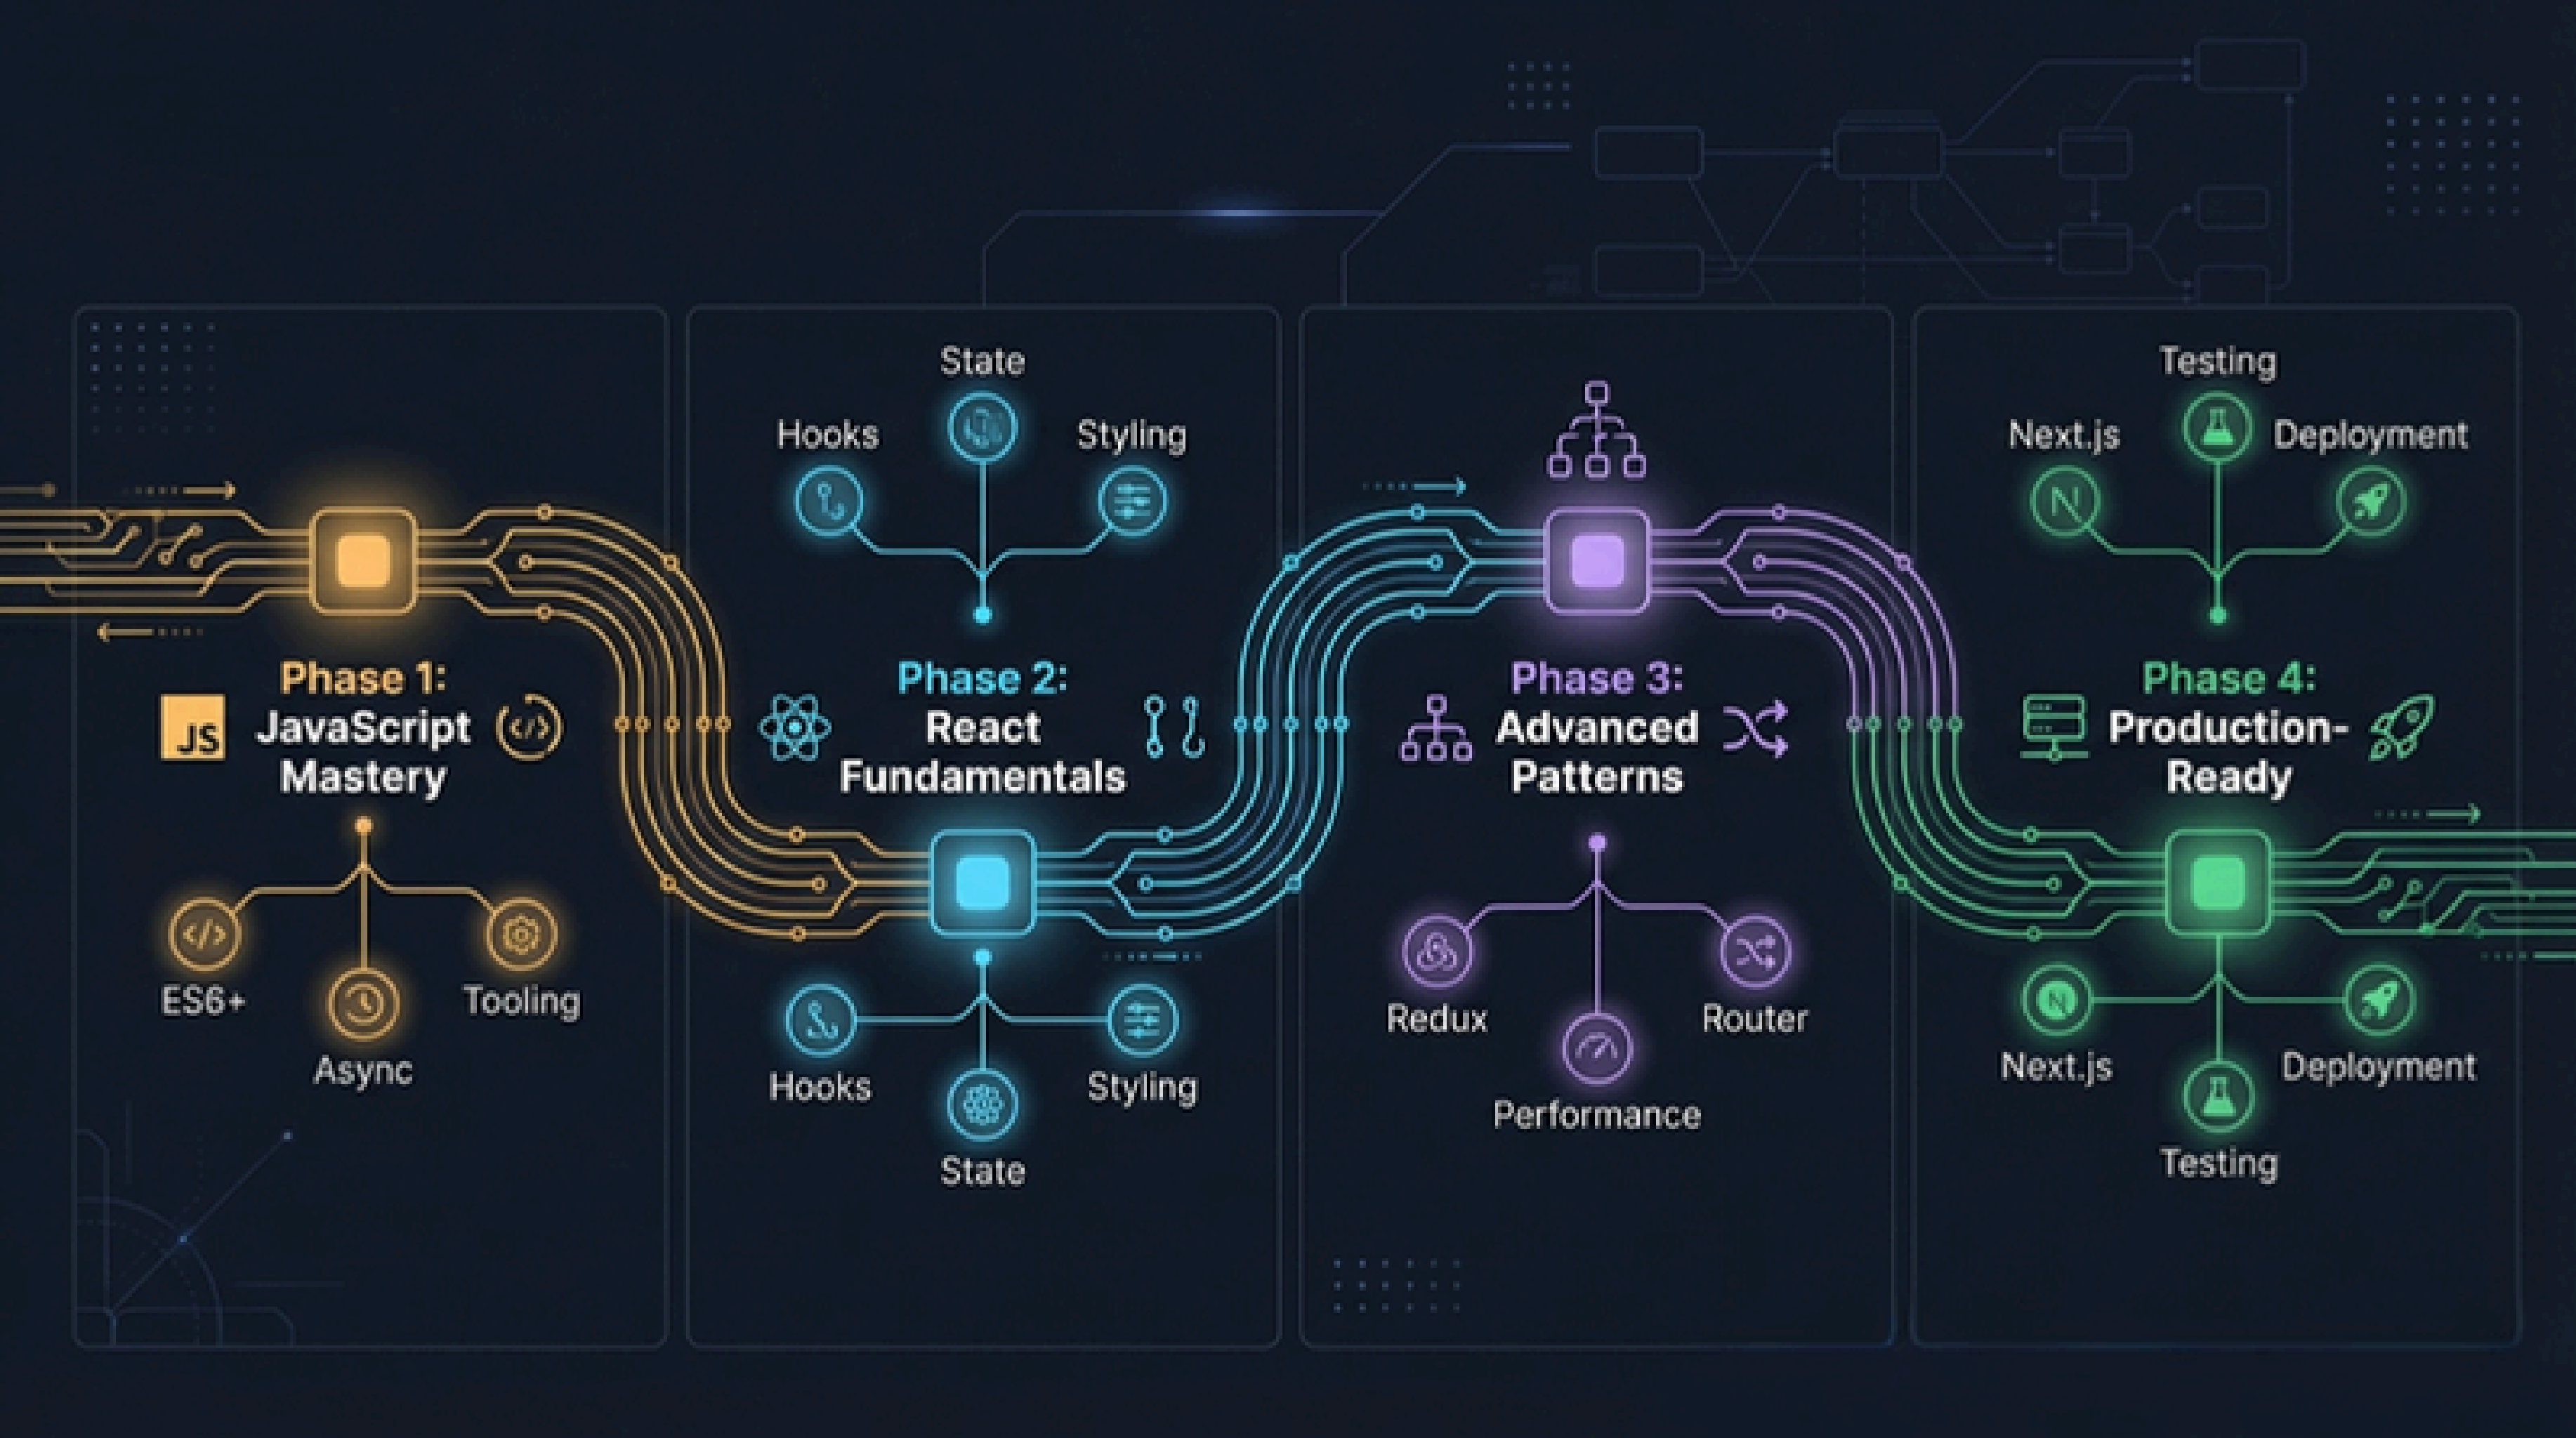 JS
Phase 1:
JavaScript
Mastery
ES6+
Async
Tooling
State
Hooks
Styling
Phase 2:
React
Fundamentals
Hooks
State
Styling
Phase 3:
Advanced
Patterns
Redux
Performance
Router
Testing
Next.js
Deployment
N
Phase 4:
Production-
Ready
N
Next.js
Testing
Deployment